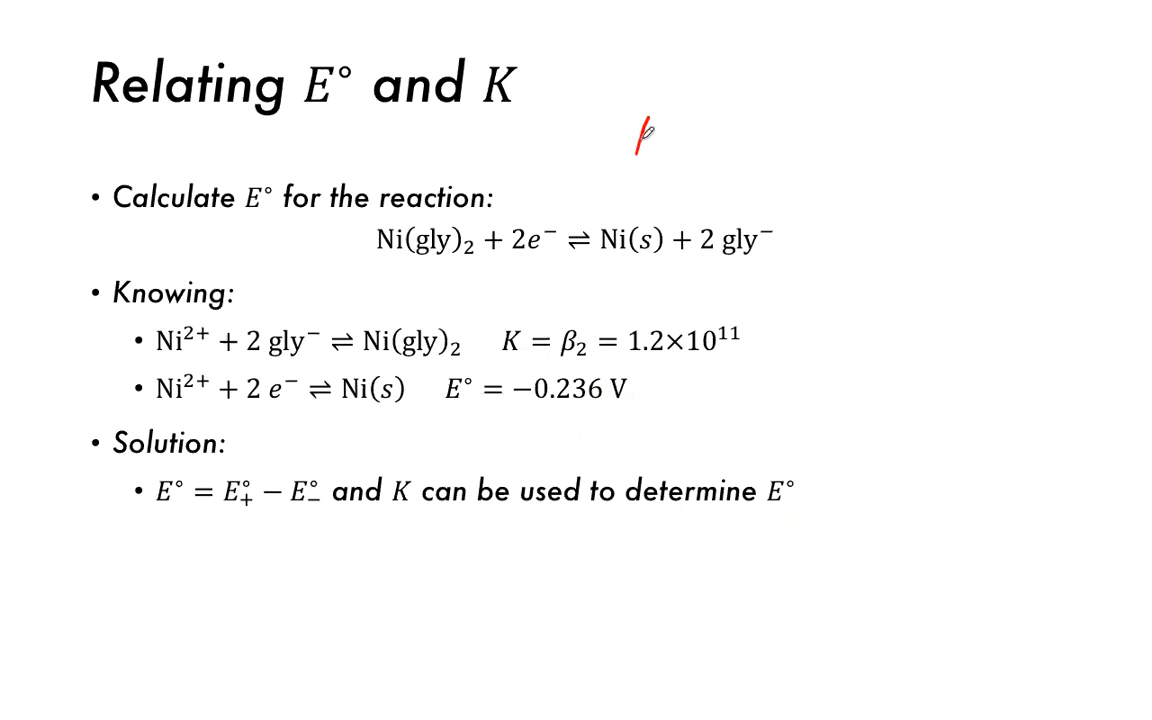 Relating E° and K
• Calculate E° for the reaction:
Ni(gly)₂ + 2e⁻ ⇌ Ni(s) + 2 gly⁻
• Knowing:
• Ni²⁺ + 2 gly⁻ ⇌ Ni(gly)₂ K = β₂ = 1.2×10¹¹
• Ni²⁺ + 2 e⁻ ⇌ Ni(s) E° = −0.236 V
• Solution:
• E° = E°₊ − E°₋ and K can be used to determine E°